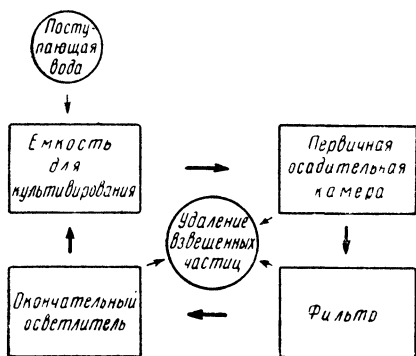 Посту-
пающая
вода
Емкость
для
культивирования
Первичная
осадительная
камера
Удаление
взвешенных
частиц
Окончательный
осветлитель
Фильтр